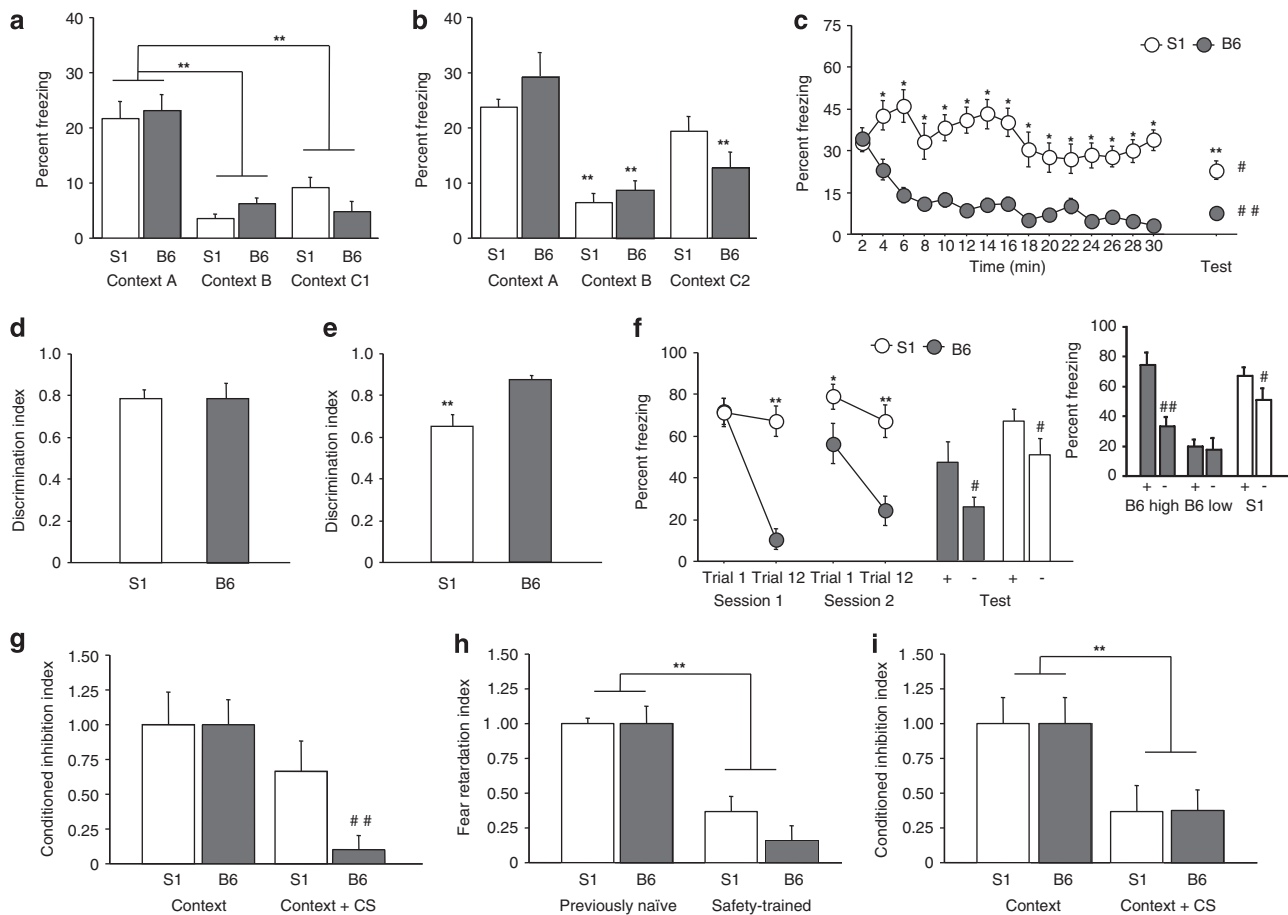 a
40
30
20
10
0
Percent freezing
**
**
S1 B6 S1 B6 S1 B6
Context A Context B Context C1
b
40
30
20
10
0
Percent freezing
** ** **
S1 B6 S1 B6 S1 B6
Context A Context B Context C2
c
75
60
45
30
15
0
Percent freezing
S1 B6
* * * * * * * * * * * * * *
**
#
# #
2 4 6 8 10 12 14 16 18 20 22 24 26 28 30
Time (min) Test
d
1.0
0.8
0.6
0.4
0.2
0
Discrimination index
S1 B6
e
1.0
0.8
0.6
0.4
0.2
0
Discrimination index
**
S1 B6
f
100
80
60
40
20
0
Percent freezing
S1 B6
** * **
# #
Trial 1 Trial 12 Trial 1 Trial 12 + - + -
Session 1 Session 2 Test
100
80
60
40
20
0
Percent freezing
## #
+ - + - + -
B6 high B6 low S1
g
1.50
1.25
1.00
0.75
0.50
0.25
0
Conditioned inhibition index
# #
S1 B6 S1 B6
Context Context + CS
h
1.50
1.25
1.00
0.75
0.50
0.25
0
Fear retardation index
**
S1 B6 S1 B6
Previously naïve Safety-trained
i
1.50
1.25
1.00
0.75
0.50
0.25
0
Conditioned inhibition index
**
S1 B6 S1 B6
Context Context + CS